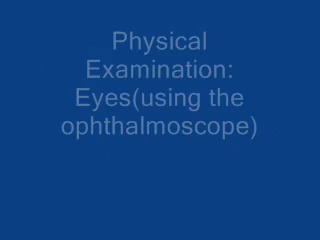 Physical
Examination:
Eyes(using the
ophthalmoscope)